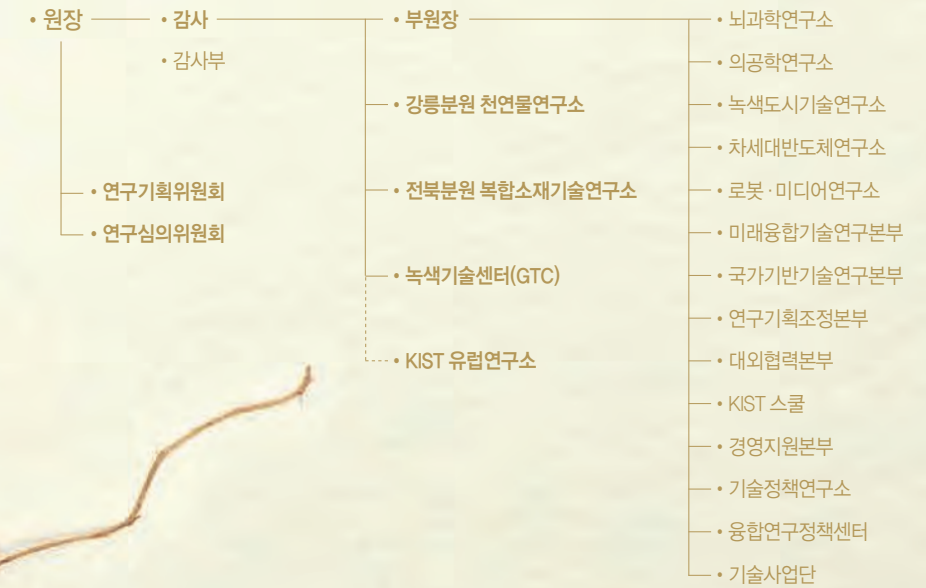 • 원장
• 감사
• 감사부
• 연구기획위원회
• 연구심의위원회
• 부원장
• 강릉분원 천연물연구소
• 전북분원 복합소재기술연구소
• 녹색기술센터(GTC)
• KIST 유럽연구소
• 뇌과학연구소
• 의공학연구소
• 녹색도시기술연구소
• 차세대반도체연구소
• 로봇·미디어연구소
• 미래융합기술연구본부
• 국가기반기술연구본부
• 연구기획조정본부
• 대외협력본부
• KIST 스쿨
• 경영지원본부
• 기술정책연구소
• 융합연구정책센터
• 기술사업단